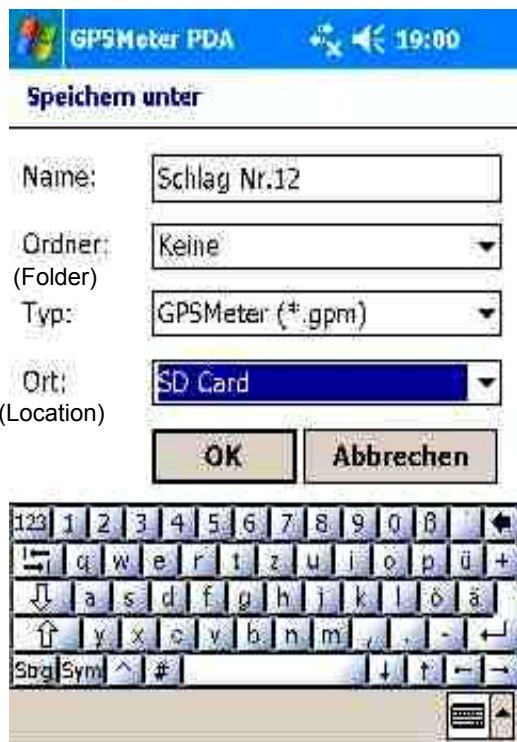 GPSMeter PDA 19:00
Speichern unter
Name: Schlag Nr.12
Ordner: Keine
(Folder)
Typ: GPSMeter (*.gpm)
Ort: SD Card
(Location)
OK Abbrechen
123 1 2 3 4 5 6 7 8 9 0 ß ´
q w e r t z u i o p ü +
a s d f g h j k l ö ä
y x c v b n m , . -
Strg Sym ^ #